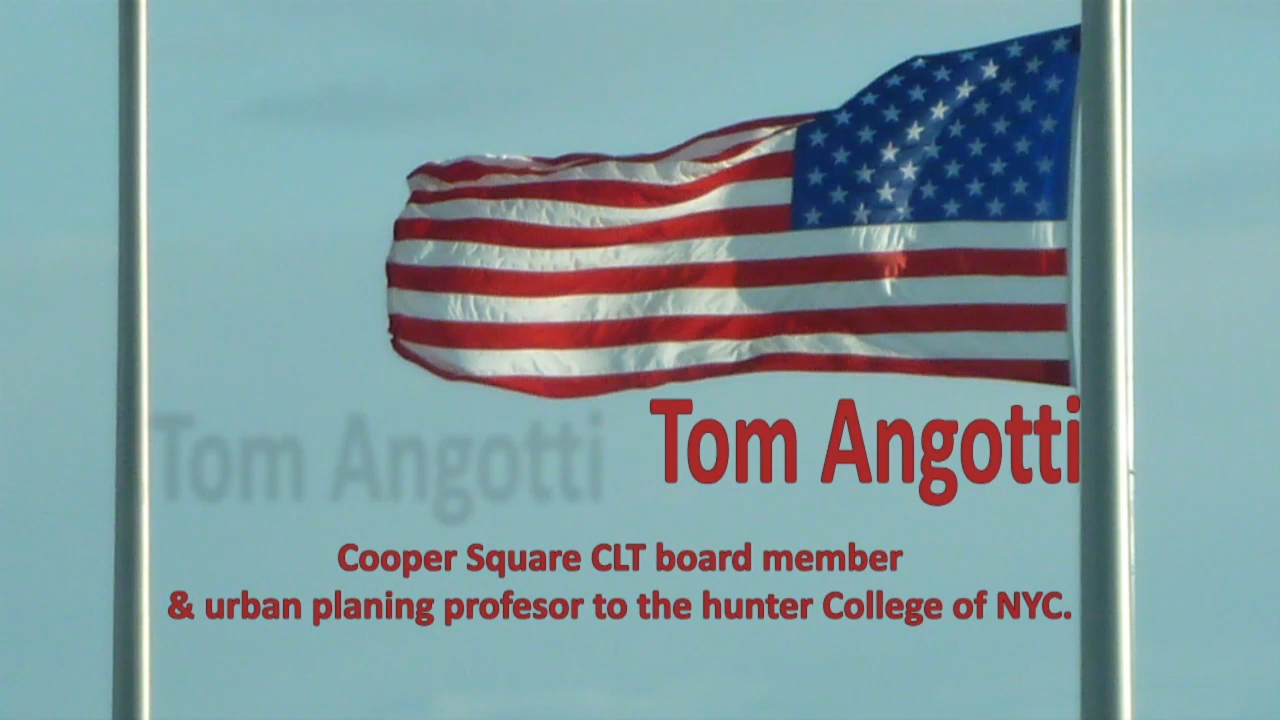 Tom Angotti
Tom Angotti
Cooper Square CLT board member
& urban planing profesor to the hunter College of NYC.